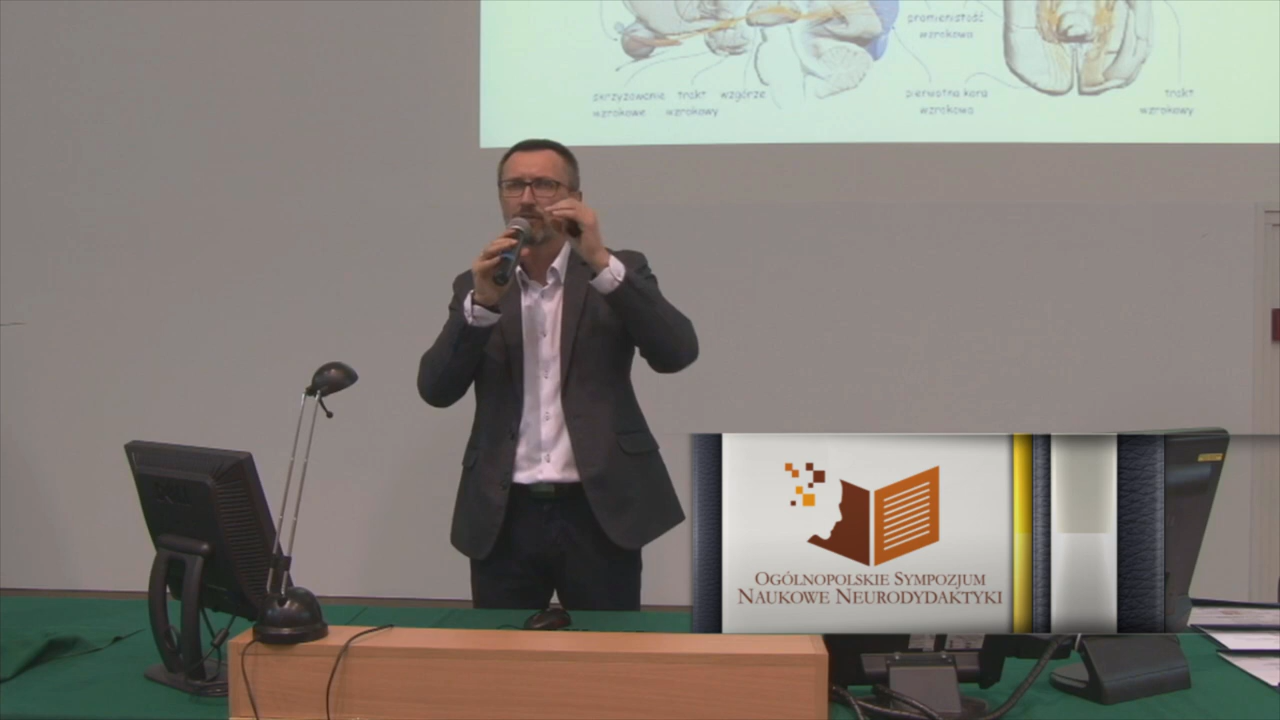 promienistość
wzrokowa
skrzyżowanie trakt wzgórze
wzrokowe wzrokowy
pierwotna kora
wzrokowa
trakt
wzrokowy
OGÓLNOPOLSKIE SYMPOZJUM
NAUKOWE NEURODYDAKTYKI